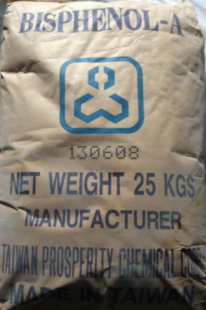 BISPHENOL-A
130608
NET WEIGHT 25 KGS
MANUFACTURER
TAIWAN PROSPERITY CHEMICAL
MADE IN TAIWAN